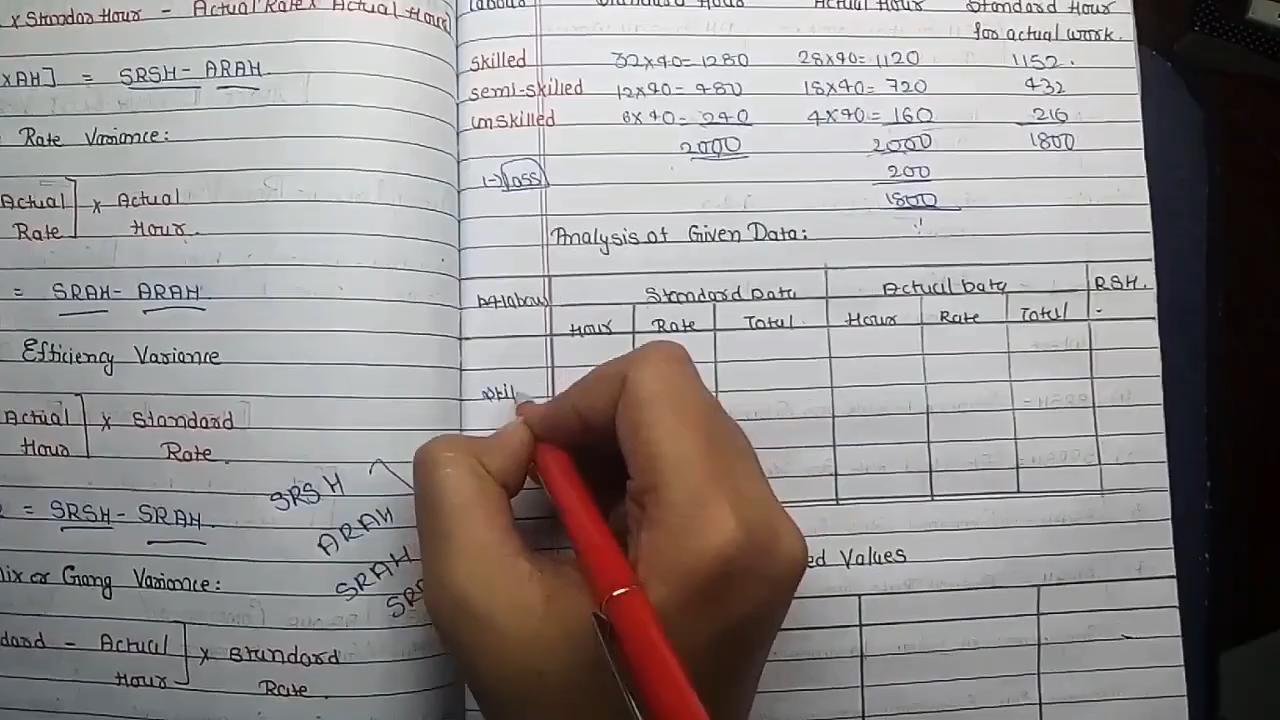 x Standar Hour - Actual Rate x Actual Hour
xAH] = SRSH- ARAH
Rate Variance:
Actual Rate] x Actual Hour.
= SRAH- ARAH
Efficiency Variance
Actual Hour] x Standard Rate.
= SRSH- SRAH.
SRSH
ARAH
SRAH
Mix or Gang Variance:
dard - Actual Hour] x Standard Rate.
Labour Standard Hour Actual Hour Standard Hour for actual work.
skilled 32x40=1280 28x40=1120 1152.
semi-skilled 12x40=480 18x40=720 432
unskilled 6x40=240 4x40=160 216
2000 2000 1800
(-) loss 200
1800
Analysis of Given Data:
Standard Data Actual Data RSH.
Hour Rate Total. Hour Rate Total
Skil
ed Values